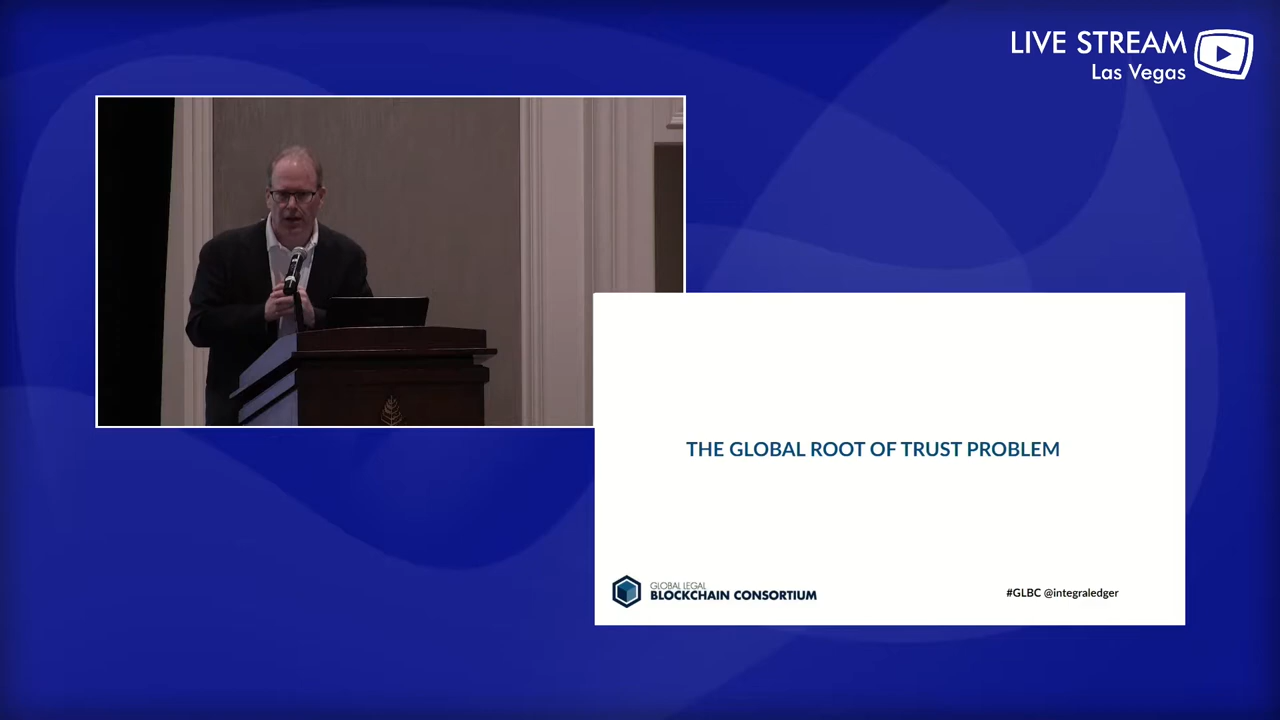 LIVE STREAM
Las Vegas
THE GLOBAL ROOT OF TRUST PROBLEM
GLOBAL LEGAL
BLOCKCHAIN CONSORTIUM
#GLBC @integraledger